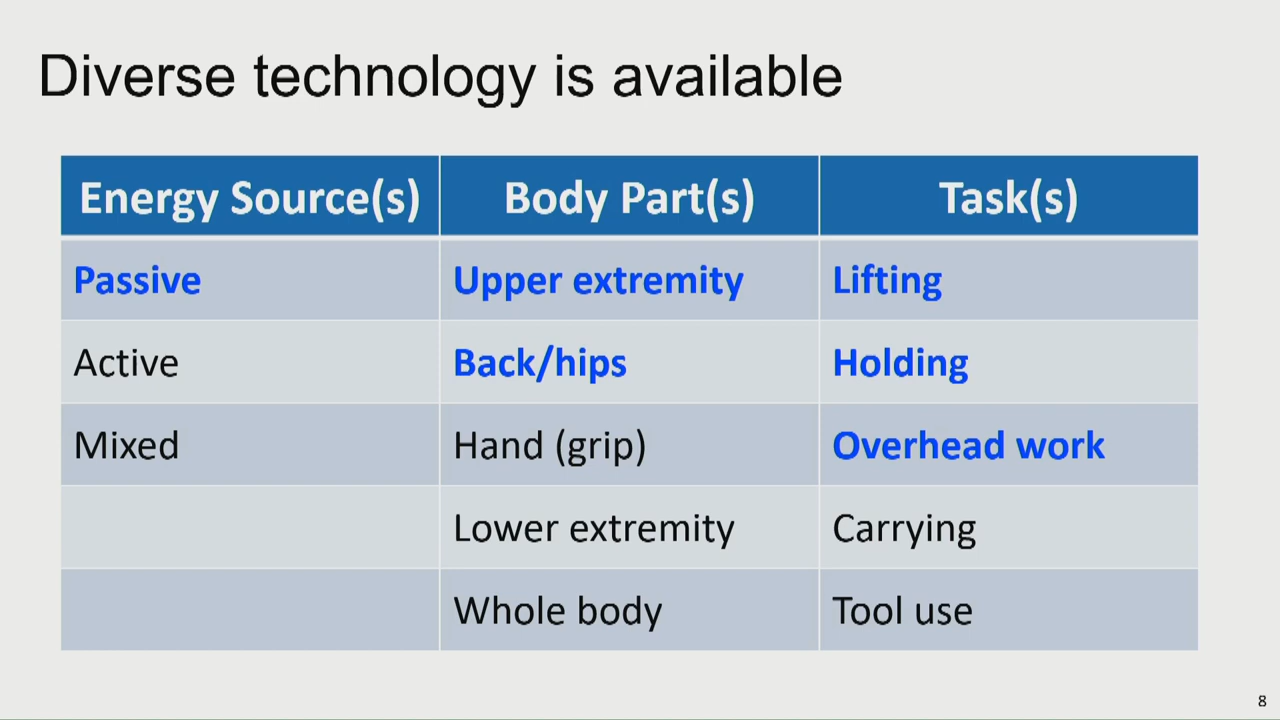 Diverse technology is available
Energy Source(s) Body Part(s) Task(s)
Passive Upper extremity Lifting
Active Back/hips Holding
Mixed Hand (grip) Overhead work
Lower extremity Carrying
Whole body Tool use
8